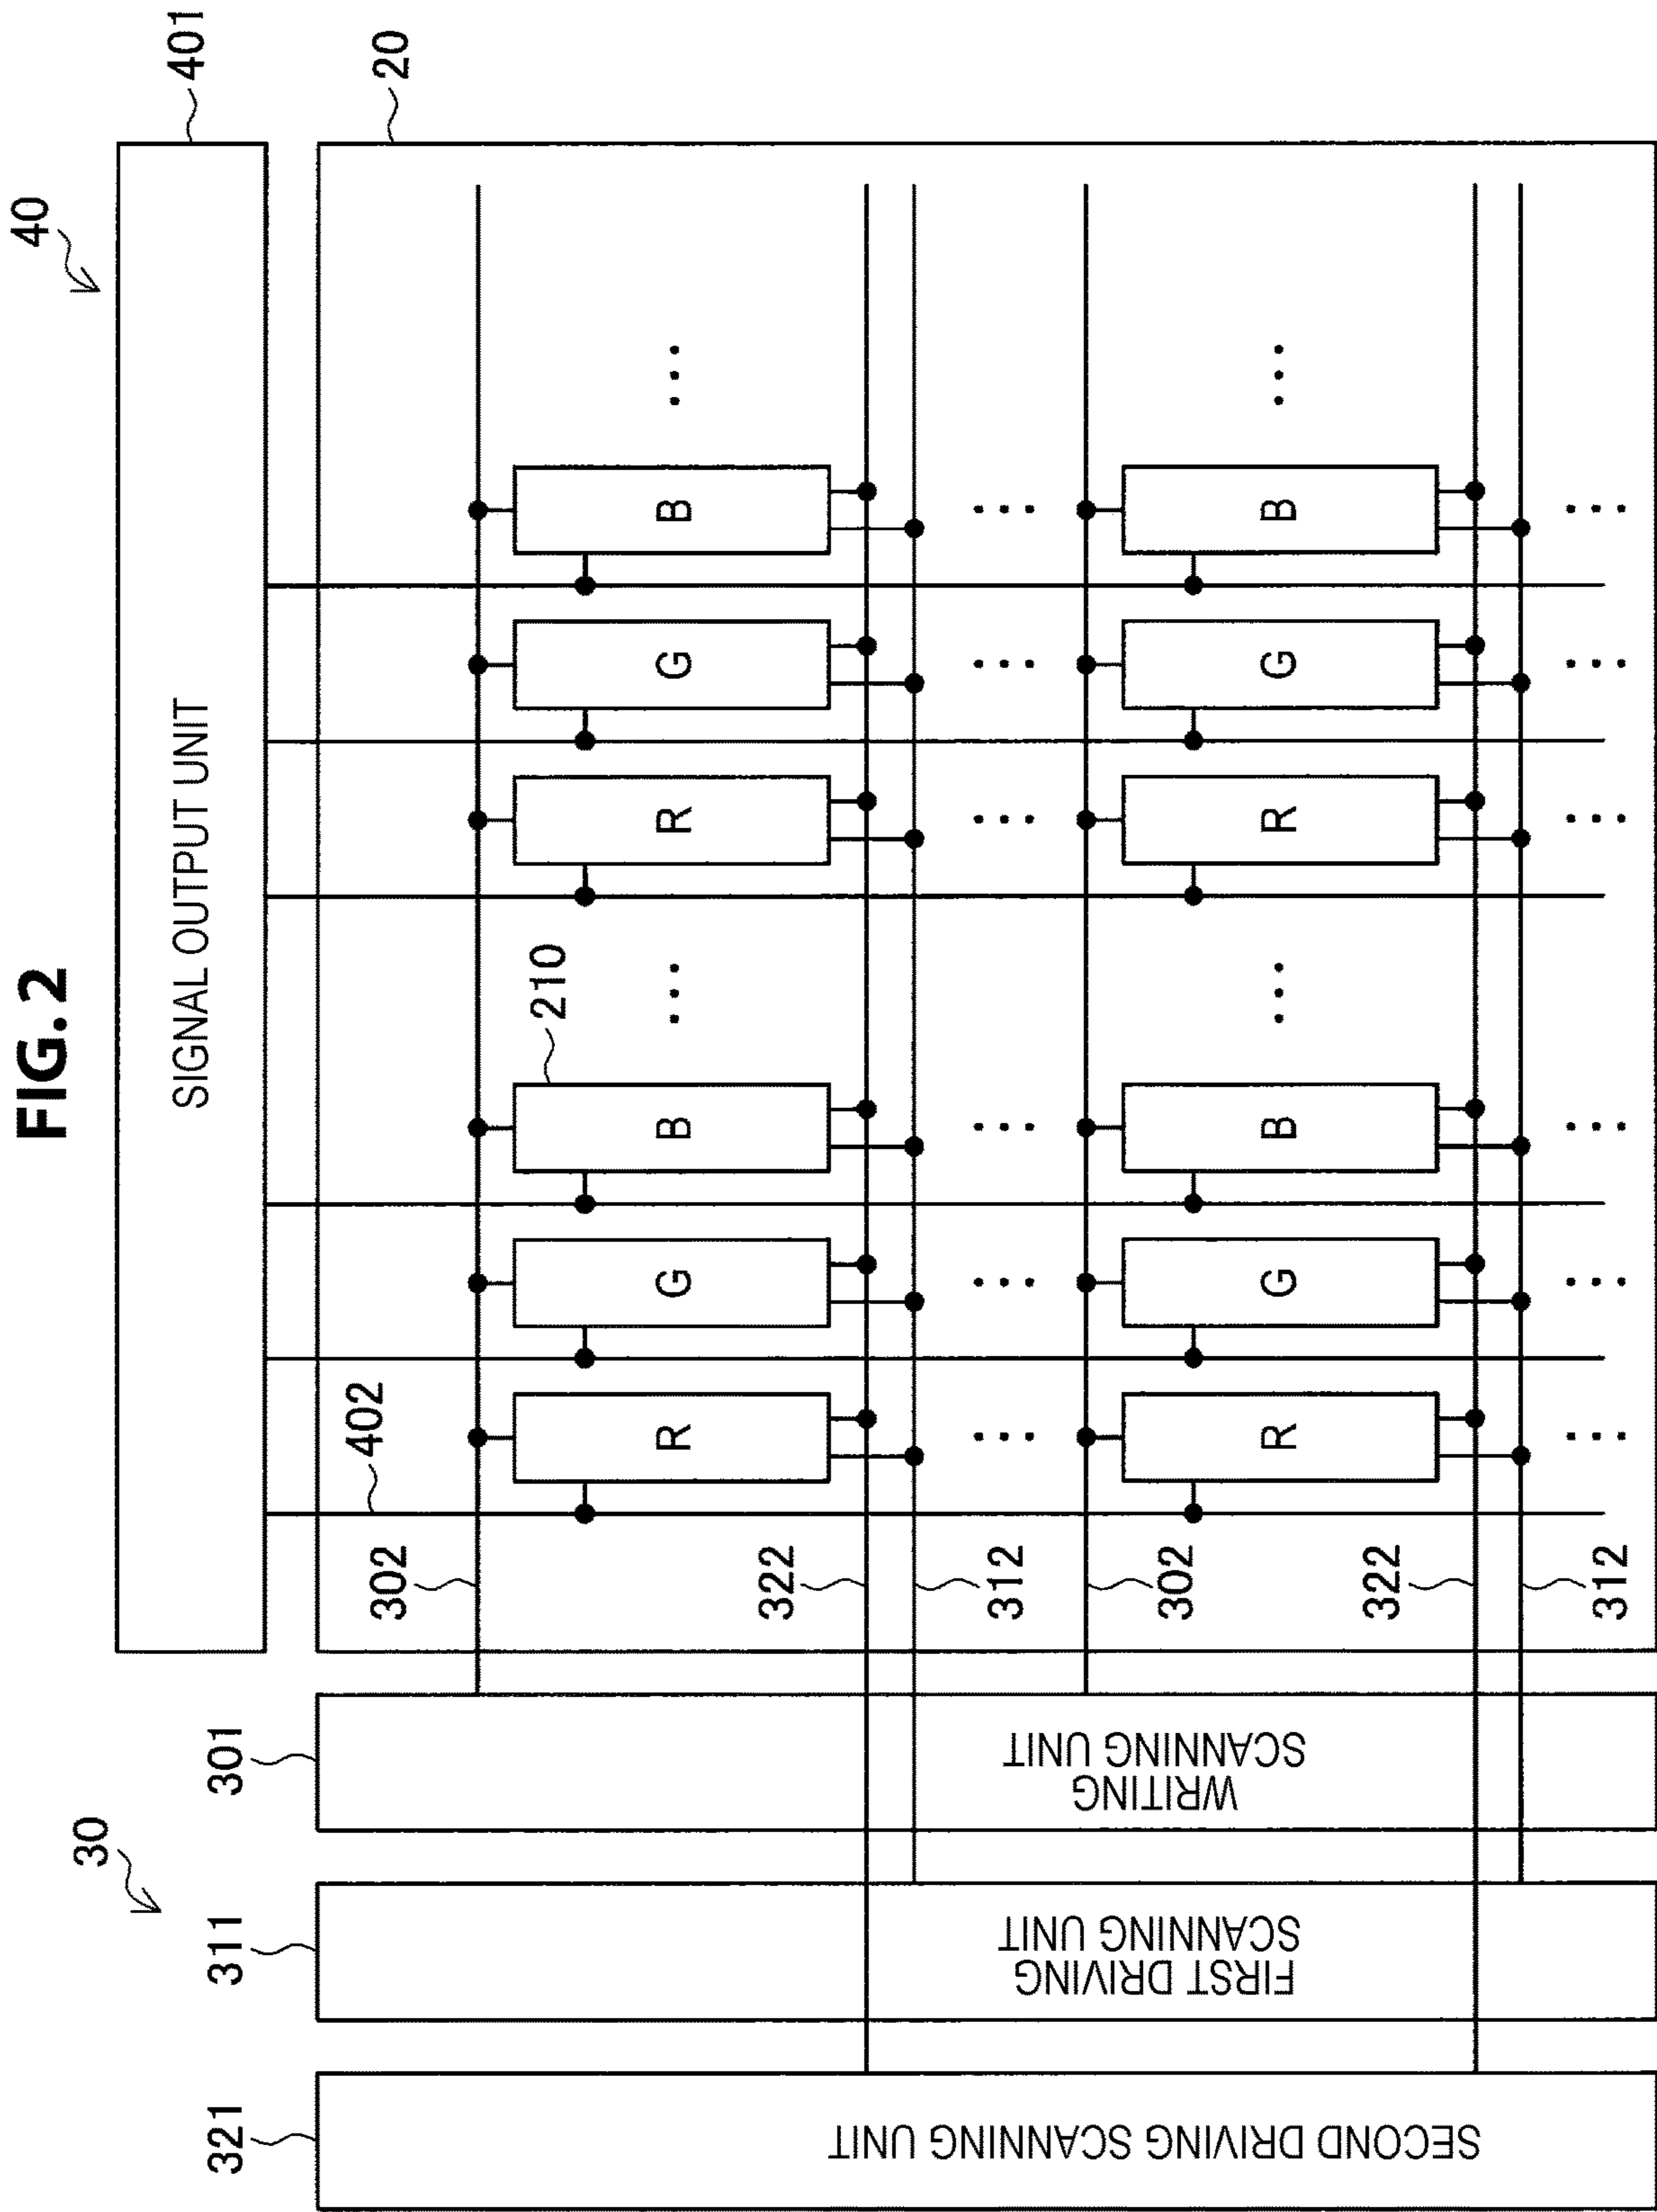 FIG. 2
40
SIGNAL OUTPUT UNIT
401
20
30
321
311
301
302
402
210
R
G
B
...
R
G
B
...
322
312
...
...
...
...
...
...
302
R
G
B
...
R
G
B
...
322
312
...
...
...
...
...
...
SECOND DRIVING SCANNING UNIT
FIRST DRIVING
SCANNING UNIT
WRITING
SCANNING UNIT